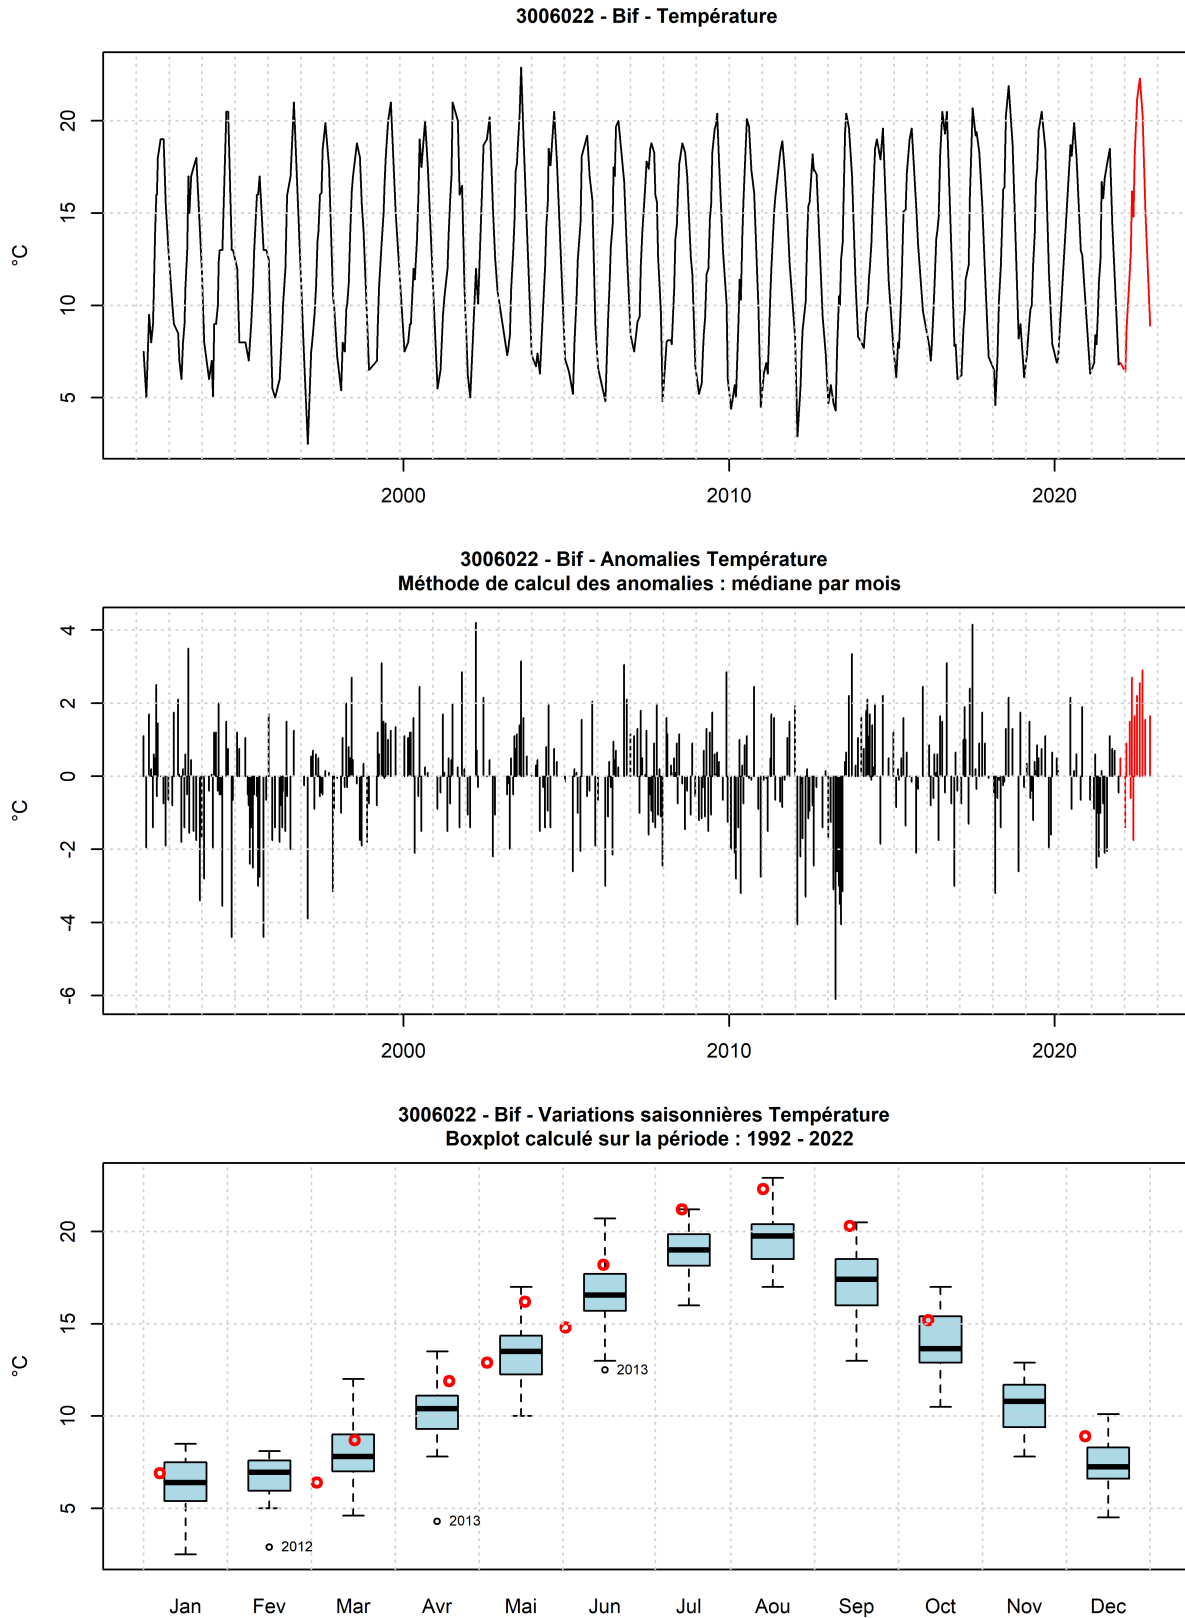 3006022 - Bif - Température
20
15
10
5
°C
2000 2010 2020
3006022 - Bif - Anomalies Température
Méthode de calcul des anomalies : médiane par mois
4
2
0
-2
-4
-6
°C
2000 2010 2020
3006022 - Bif - Variations saisonnières Température
Boxplot calculé sur la période : 1992 - 2022
20
15
10
5
°C
2013
2013
2012
Jan Fev Mar Avr Mai Jun Jul Aou Sep Oct Nov Dec